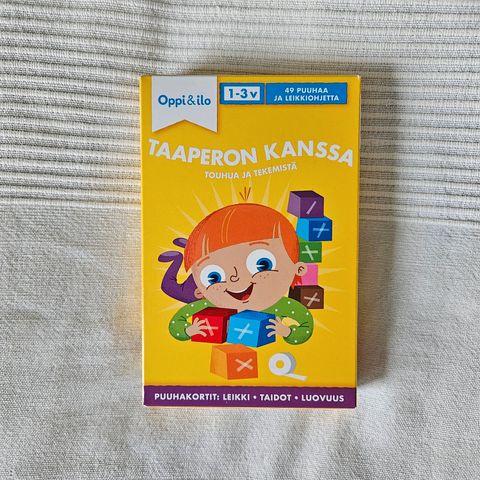 Oppi&ilo
1-3 v
49 PUUHAA
JA LEIKKIOHJETTA
TAAPERON KANSSA
TOUHUA JA TEKEMISTÄ
PUUHAKORTIT: LEIKKI • TAIDOT • LUOVUUS